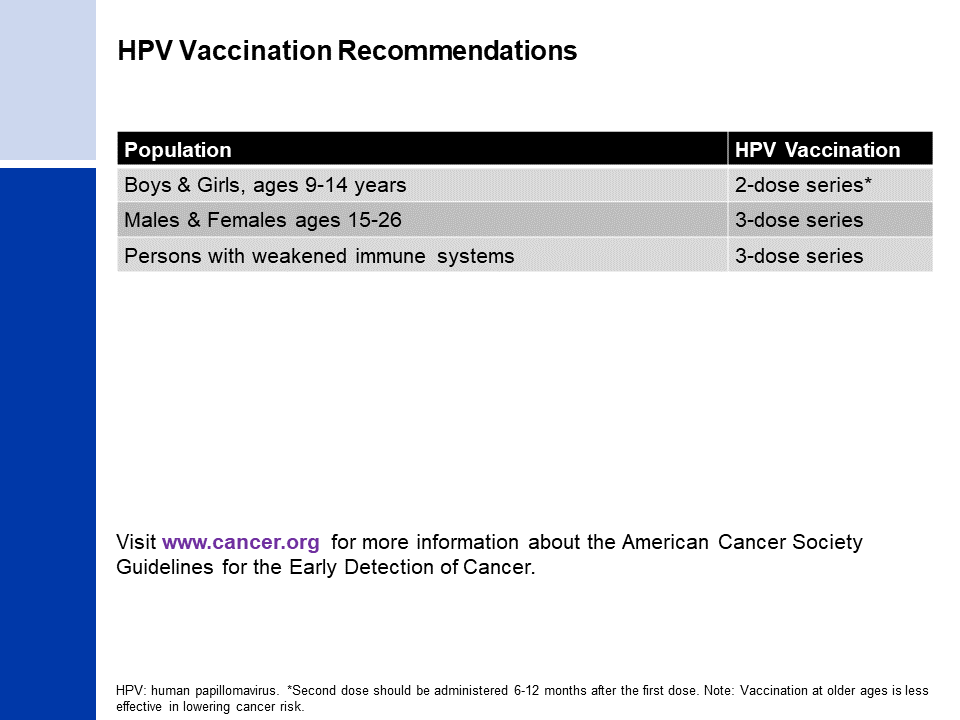 HPV Vaccination Recommendations
Population HPV Vaccination
Boys & Girls, ages 9-14 years 2-dose series*
Males & Females ages 15-26 3-dose series
Persons with weakened immune systems 3-dose series
Visit www.cancer.org for more information about the American Cancer Society
Guidelines for the Early Detection of Cancer.
HPV: human papillomavirus. *Second dose should be administered 6-12 months after the first dose. Note: Vaccination at older ages is less
effective in lowering cancer risk.